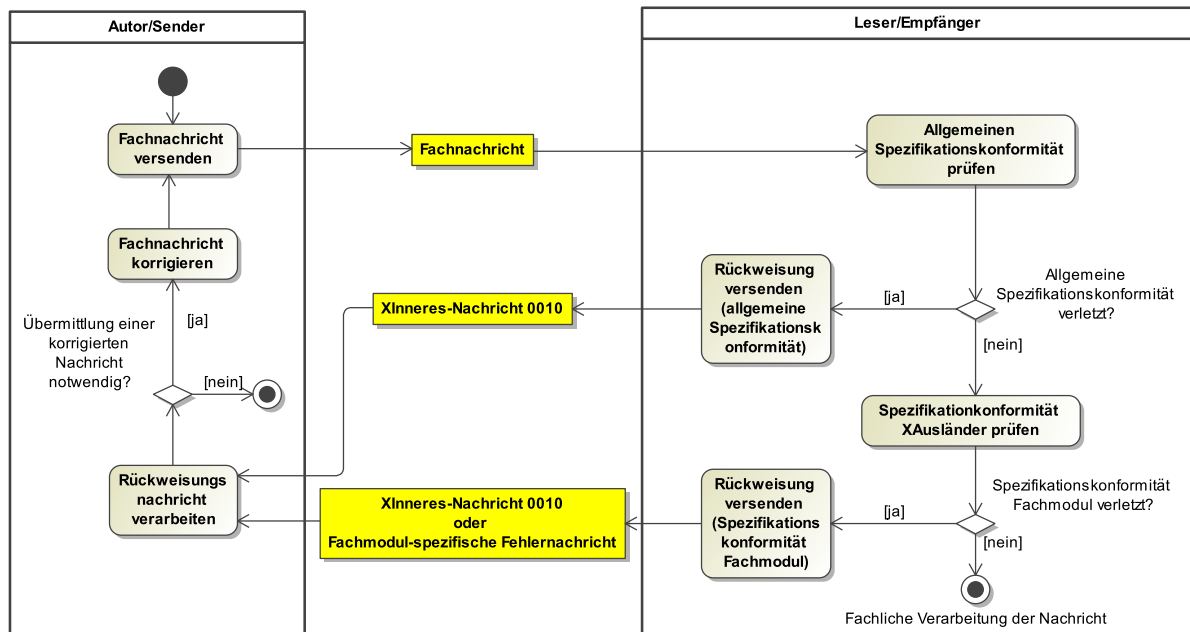 Autor/Sender
Leser/Empfänger
Fachnachricht
versenden
Fachnachricht
Allgemeinen
Spezifikationskonformität
prüfen
Fachnachricht
korrigieren
Rückweisung
versenden
(allgemeine
Spezifikationsk
onformität)
[ja]
Allgemeine
Spezifikationskonformität
verletzt?
XInneres-Nachricht 0010
[nein]
Übermittlung einer
korrigierten
Nachricht
notwendig?
[ja]
[nein]
Spezifikationkonformität
XAusländer prüfen
Rückweisungs
nachricht
verarbeiten
XInneres-Nachricht 0010
oder
Fachmodul-spezifische Fehlernachricht
Rückweisung
versenden
(Spezifikations
konformität
Fachmodul)
[ja]
Spezifikationskonformität
Fachmodul verletzt?
[nein]
Fachliche Verarbeitung der Nachricht